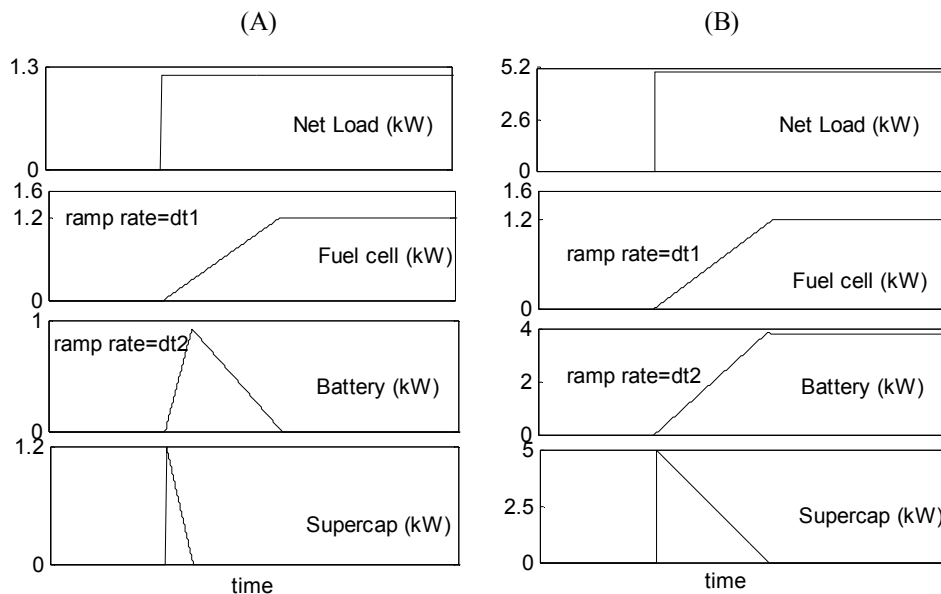 (A)
1.3
Net Load (kW)
0
1.6
ramp rate=dt1
1.2
Fuel cell (kW)
0
1
ramp rate=dt2
Battery (kW)
0
1.2
Supercap (kW)
0
time
(B)
5.2
2.6
Net Load (kW)
0
1.6
1.2
ramp rate=dt1
Fuel cell (kW)
0
4
ramp rate=dt2
2
Battery (kW)
0
5
2.5
Supercap (kW)
0
time